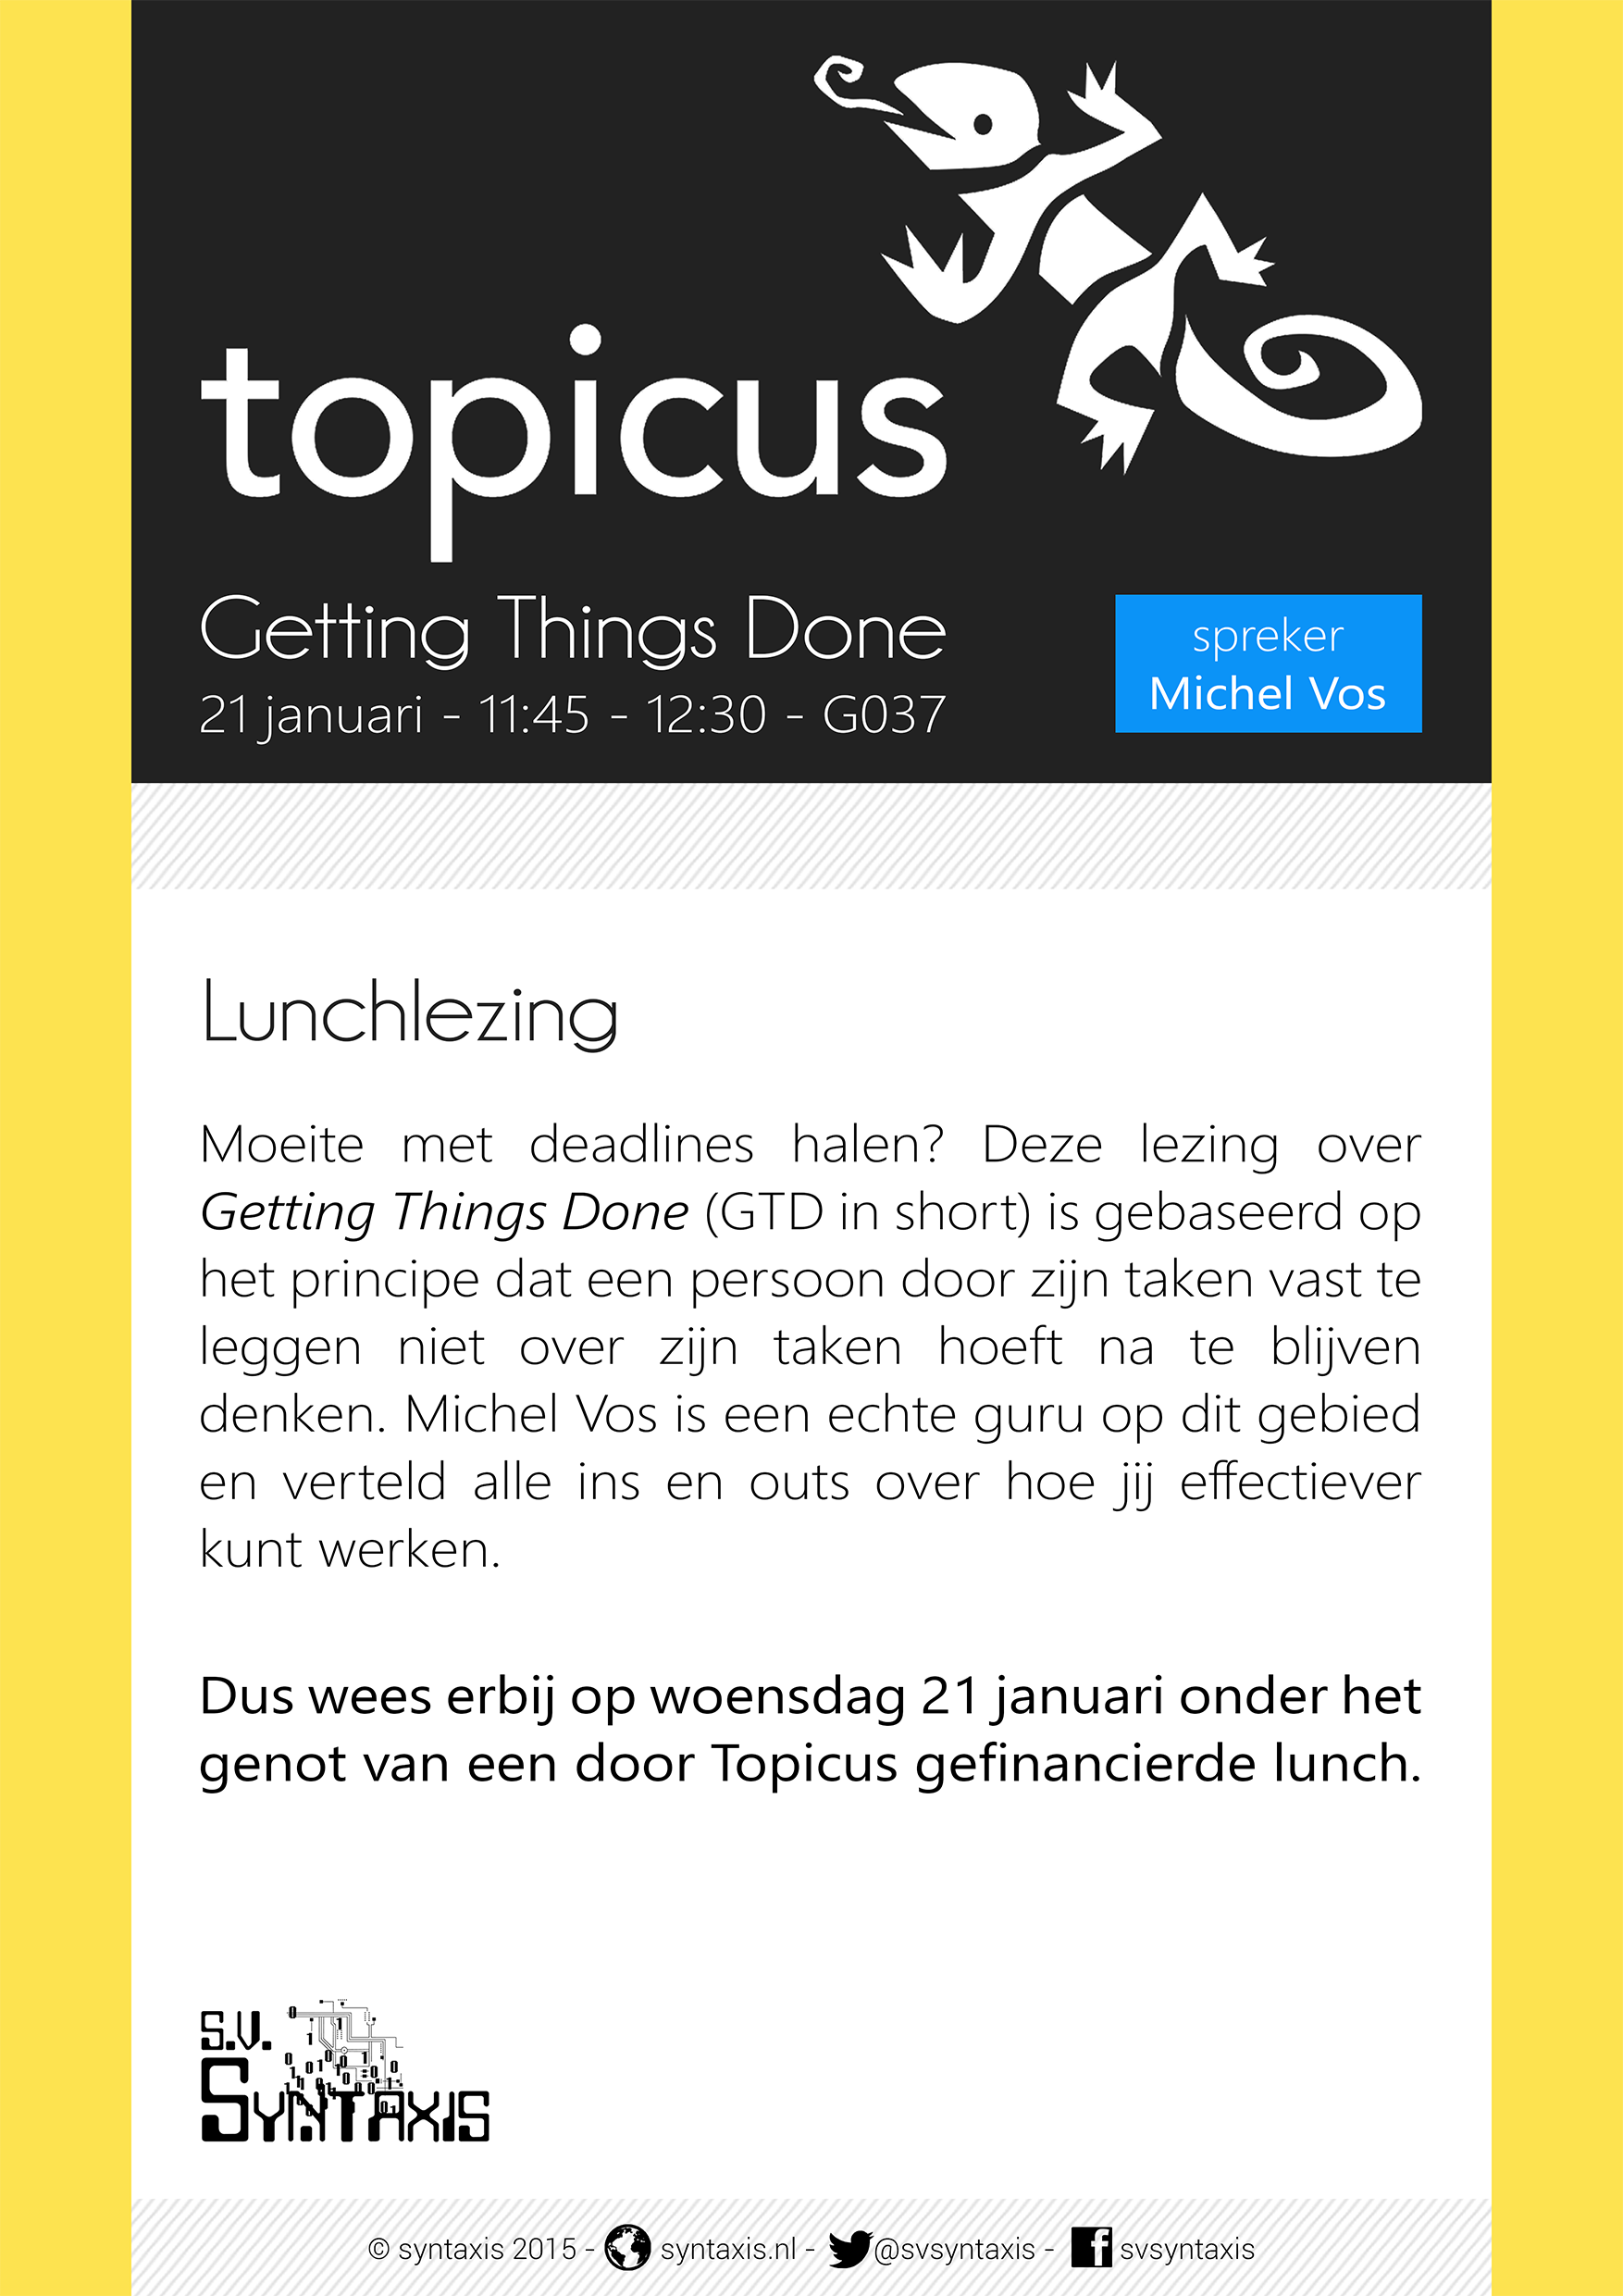 topicus
Getting Things Done
21 januari - 11:45 - 12:30 - G037
spreker
Michel Vos
Lunchlezing
Moeite met deadlines halen? Deze lezing over
Getting Things Done (GTD in short) is gebaseerd op
het principe dat een persoon door zijn taken vast te
leggen niet over zijn taken hoeft na te blijven
denken. Michel Vos is een echte guru op dit gebied
en verteld alle ins en outs over hoe jij effectiever
kunt werken.
Dus wees erbij op woensdag 21 januari onder het
genot van een door Topicus gefinancierde lunch.
S.V.
SYNTAXIS
© syntaxis 2015 - syntaxis.nl - @svsyntaxis - svsyntaxis